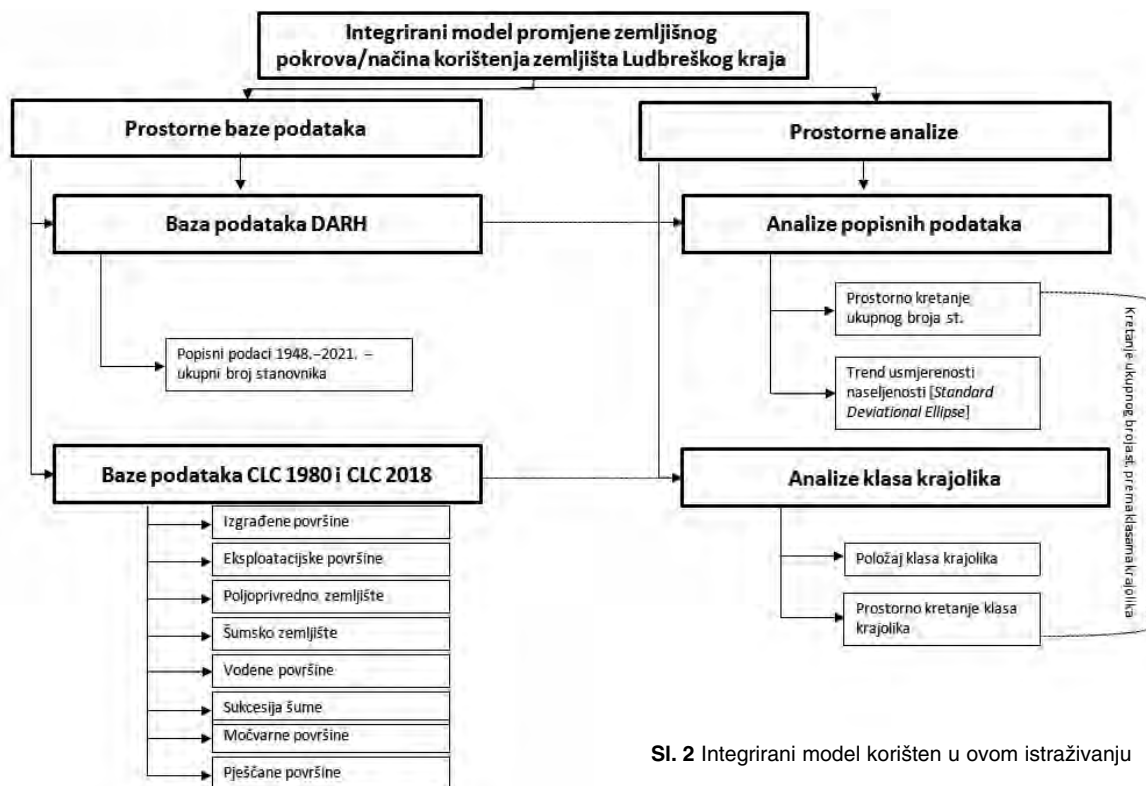 Integrirani model promjene zemljišnog
pokrova/načina korištenja zemljišta Ludbreškog kraja
Prostorne baze podataka
Prostorne analize
Baza podataka DARH
Analize popisnih podataka
Popisni podaci 1948.–2021. –
ukupni broj stanovnika
Prostorno kretanje
ukupnog broja st.
Trend usmjerenosti
naseljenosti [Standard
Deviational Ellipse]
Kretanje ukupnog broja st. prema klasama krajolika
Baze podataka CLC 1980 i CLC 2018
Analize klasa krajolika
Izgrađene površine
Eksploatacijske površine
Poljoprivredno zemljište
Šumsko zemljište
Vodene površine
Sukcesija šume
Močvarne površine
Pješčane površine
Položaj klasa krajolika
Prostorno kretanje klasa
krajolika
Sl. 2 Integrirani model korišten u ovom istraživanju